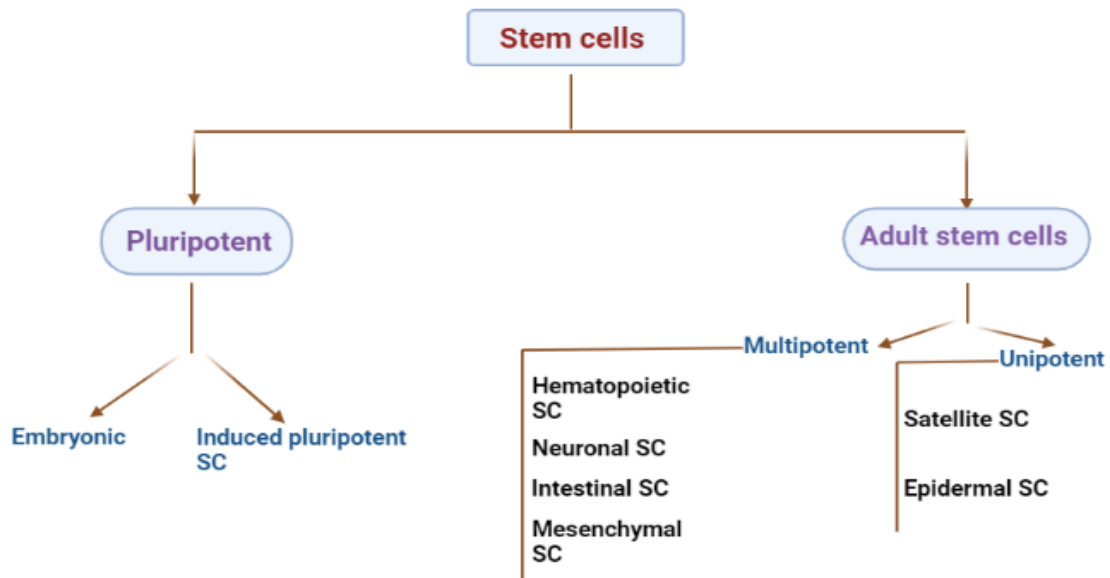 Stem cells
Pluripotent
Adult stem cells
Embryonic
Induced pluripotent
SC
Multipotent
Hematopoietic
SC
Neuronal SC
Intestinal SC
Mesenchymal
SC
Unipotent
Satellite SC
Epidermal SC